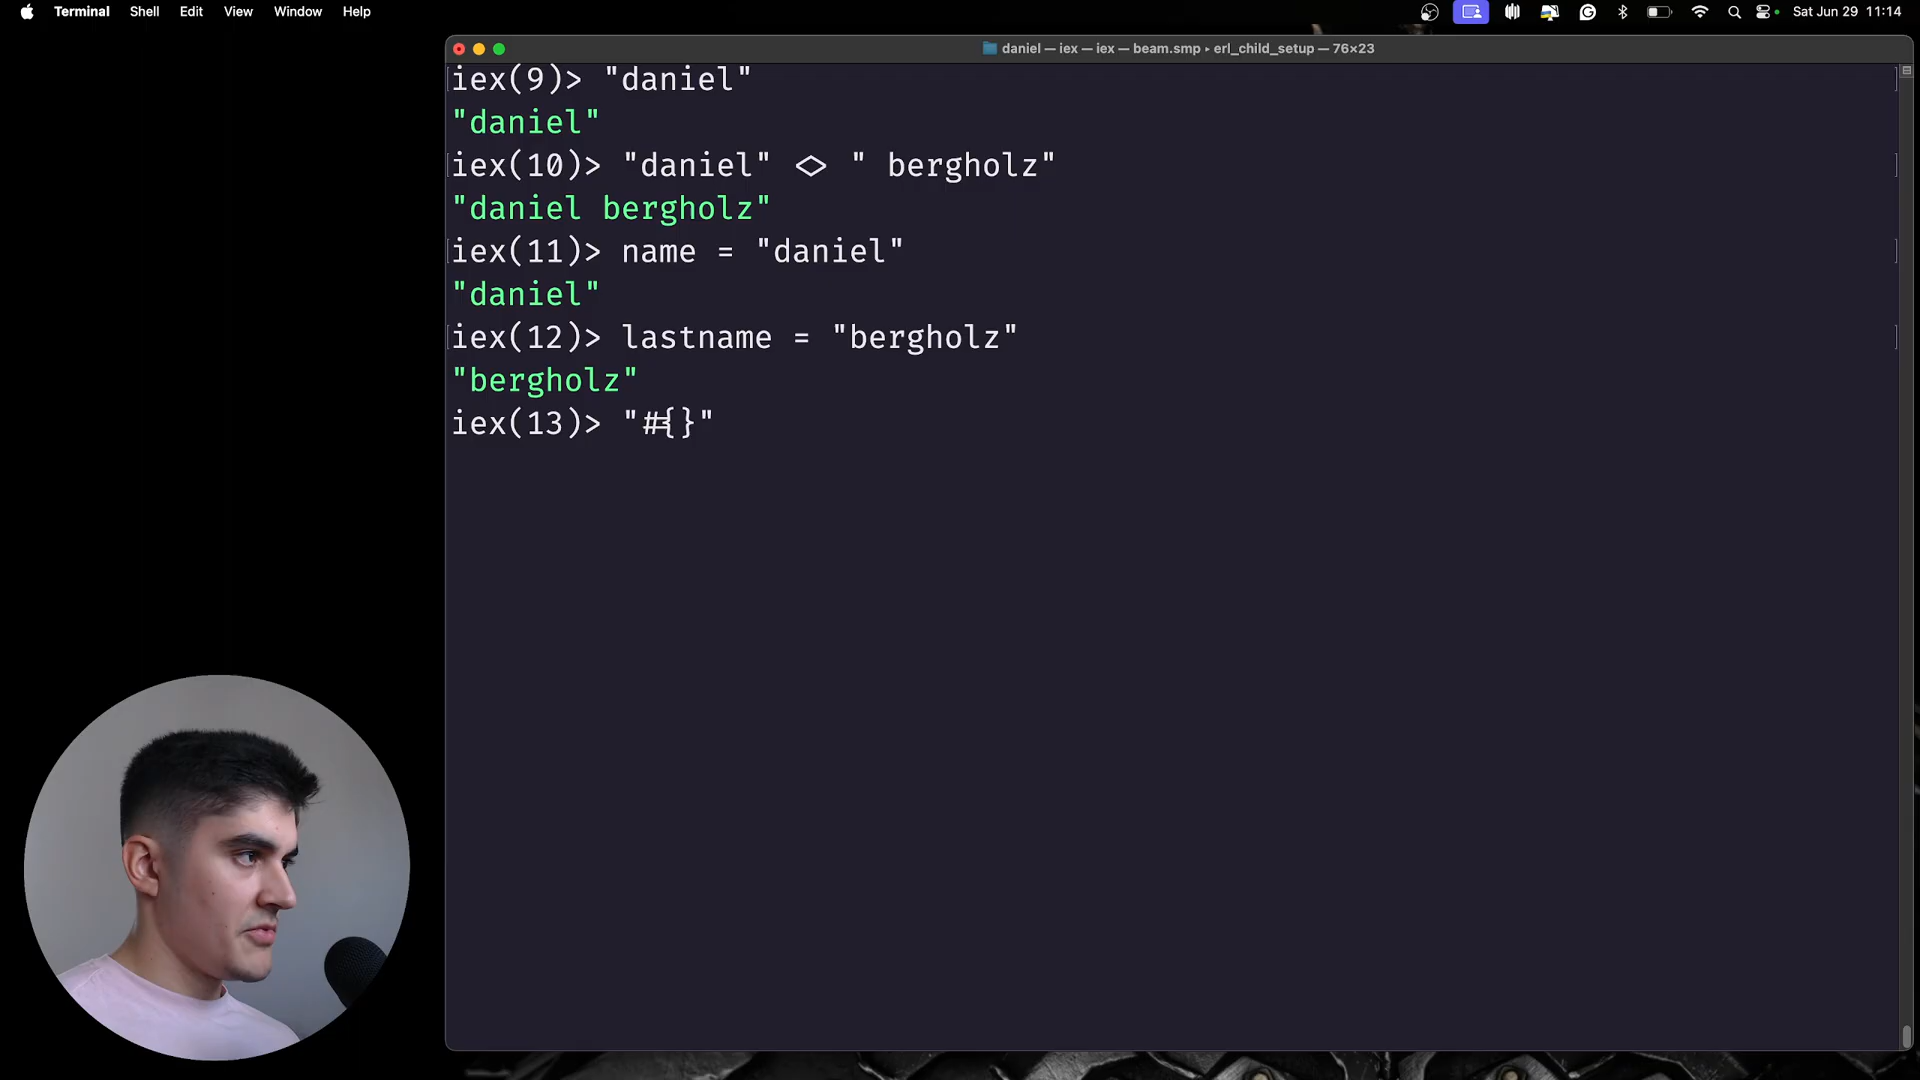 Terminal Shell Edit View Window Help Sat Jun 29 11:14
daniel — iex — iex — beam.smp ▸ erl_child_setup — 76×23
iex(9)> "daniel"
"daniel"
iex(10)> "daniel" <> " bergholz"
"daniel bergholz"
iex(11)> name = "daniel"
"daniel"
iex(12)> lastname = "bergholz"
"bergholz"
iex(13)> "#{}"